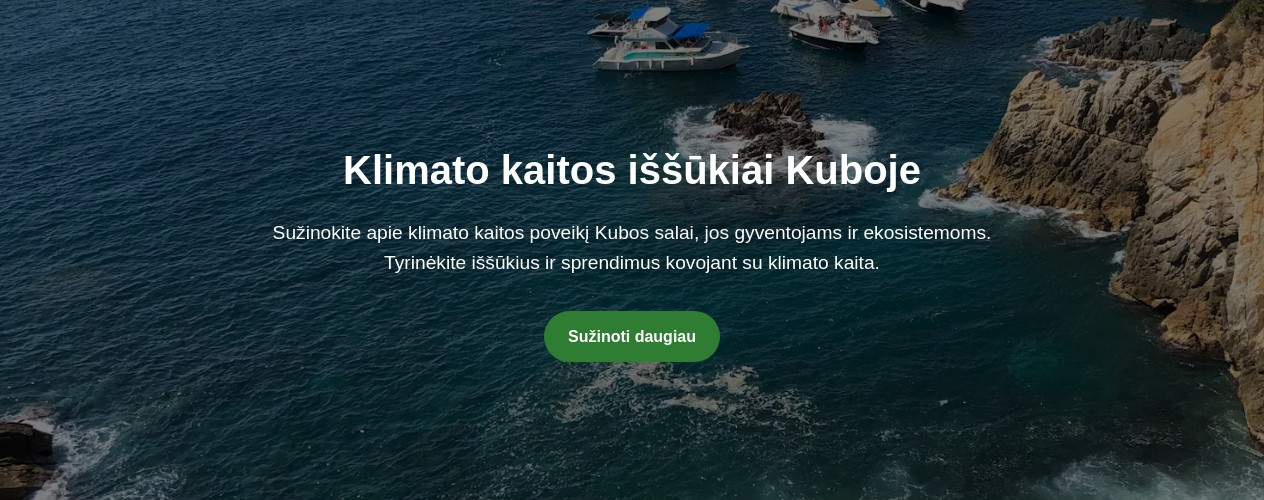 Klimato kaitos iššūkiai Kuboje
Sužinokite apie klimato kaitos poveikį Kubos salai, jos gyventojams ir ekosistemoms.
Tyrinėkite iššūkius ir sprendimus kovojant su klimato kaita.
Sužinoti daugiau